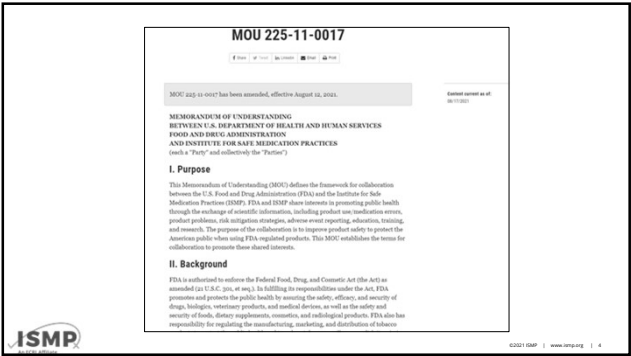 MOU 225-11-0017
Share Tweet Linkedin Email Print
MOU 225-11-0017 has been amended, effective August 12, 2021.
Content current as of:
08/17/2021
MEMORANDUM OF UNDERSTANDING
BETWEEN U.S. DEPARTMENT OF HEALTH AND HUMAN SERVICES
FOOD AND DRUG ADMINISTRATION
AND INSTITUTE FOR SAFE MEDICATION PRACTICES
(each a "Party" and collectively the "Parties")
I. Purpose
This Memorandum of Understanding (MOU) defines the framework for collaboration
between the U.S. Food and Drug Administration (FDA) and the Institute for Safe
Medication Practices (ISMP). FDA and ISMP share interests in promoting public health
through the exchange of scientific information, including product use/medication errors,
product problems, risk mitigation strategies, adverse event reporting, education, training,
and research. The purpose of the collaboration is to improve product safety to protect the
American public when using FDA-regulated products. This MOU establishes the terms for
collaboration to promote these shared interests.
II. Background
FDA is authorized to enforce the Federal Food, Drug, and Cosmetic Act (the Act) as
amended (21 U.S.C. 301, et seq.). In fulfilling its responsibilities under the Act, FDA
promotes and protects the public health by assuring the safety, efficacy, and security of
drugs, biologics, veterinary products, and medical devices, as well as the safety and
security of foods, dietary supplements, cosmetics, and radiological products. FDA also has
responsibility for regulating the manufacturing, marketing, and distribution of tobacco
ISMP
An ECRI Affiliate
©2021 ISMP | www.ismp.org | 4